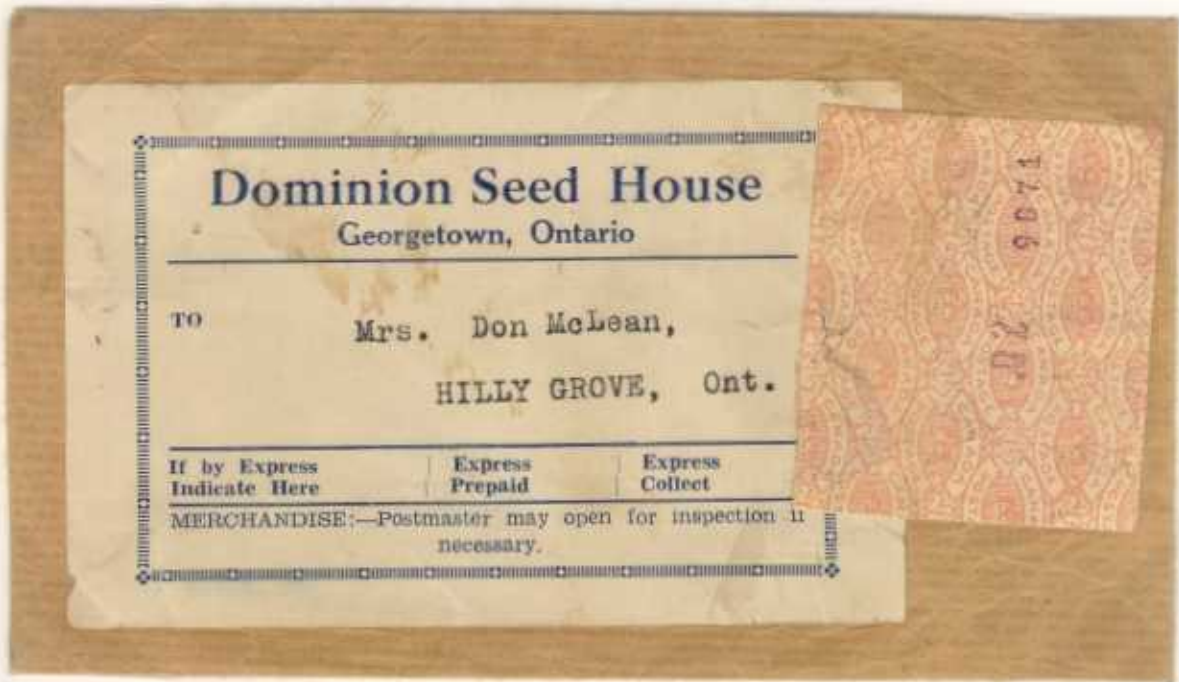 Dominion Seed House
Georgetown, Ontario
TO
Mrs. Don McLean,
HILLY GROVE, Ont.
If by Express Indicate Here
Express Prepaid
Express Collect
MERCHANDISE:—Postmaster may open for inspection if
necessary.
9071